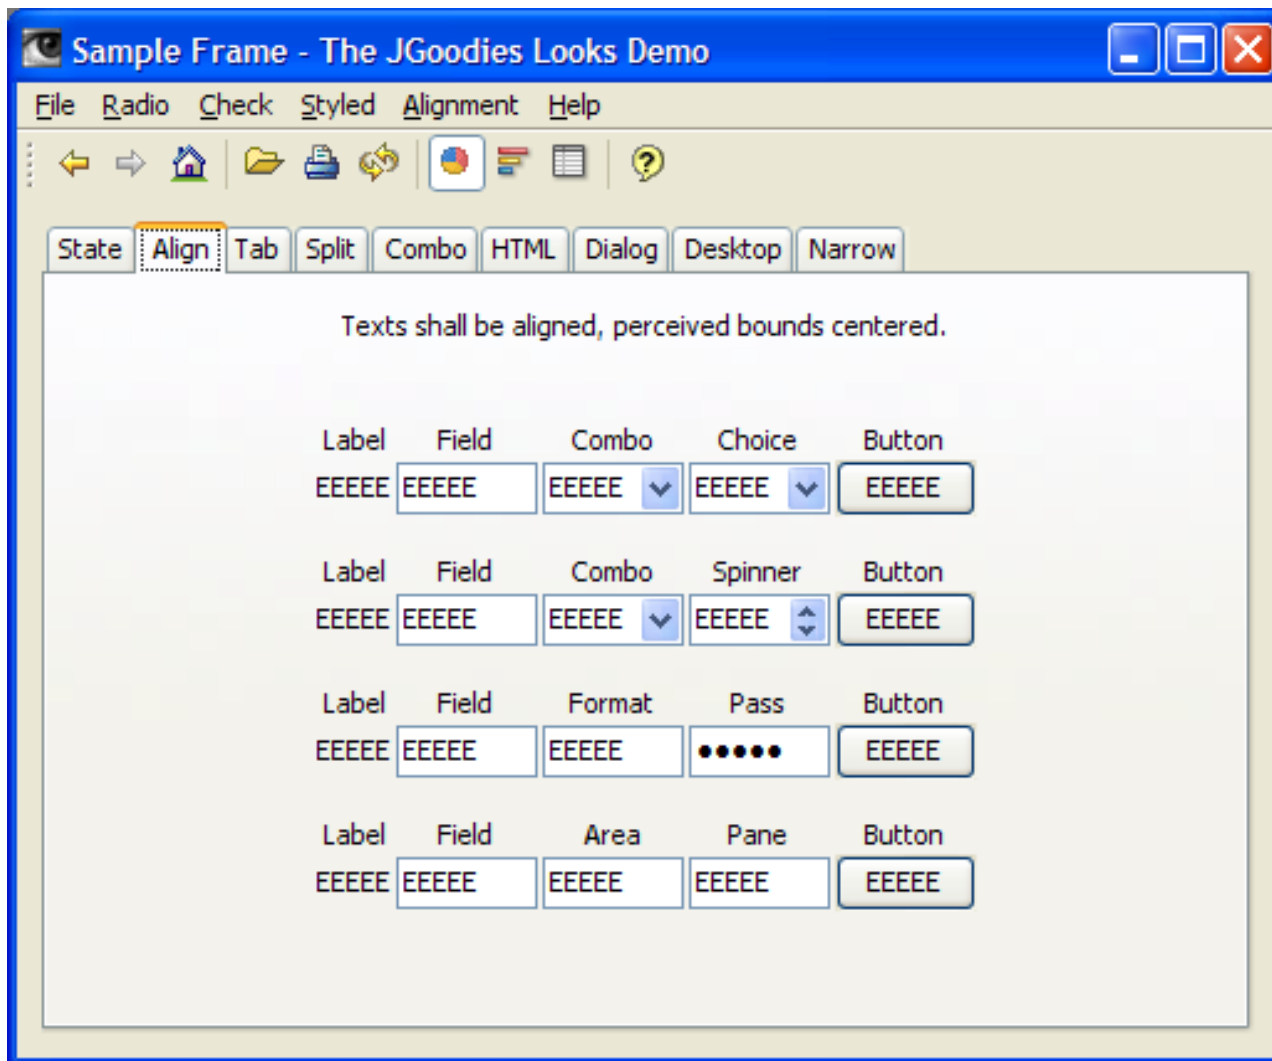 Sample Frame - The JGoodies Looks Demo
File Radio Check Styled Alignment Help
?
State Align Tab Split Combo HTML Dialog Desktop Narrow
Texts shall be aligned, perceived bounds centered.
Label Field Combo Choice Button
EEEEE EEEEE EEEEE EEEEE EEEEE
Label Field Combo Spinner Button
EEEEE EEEEE EEEEE EEEEE EEEEE
Label Field Format Pass Button
EEEEE EEEEE EEEEE ●●●●● EEEEE
Label Field Area Pane Button
EEEEE EEEEE EEEEE EEEEE EEEEE